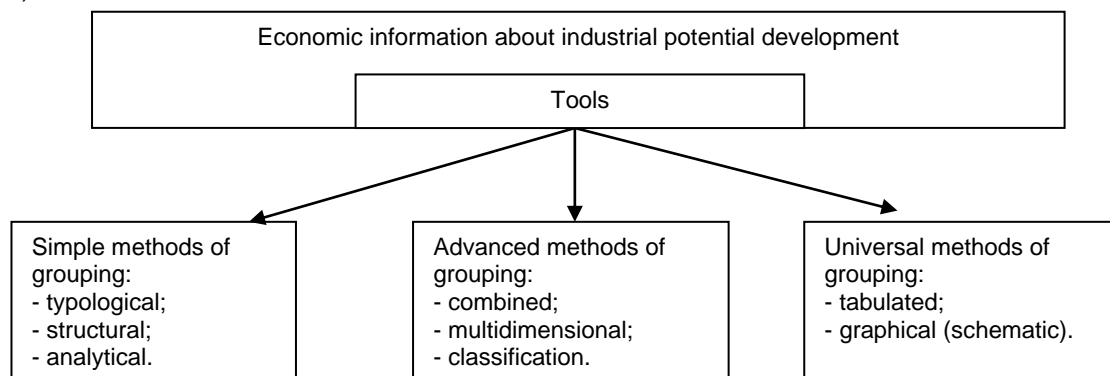 Economic information about industrial potential development
Tools
Simple methods of
grouping:
- typological;
- structural;
- analytical.
Advanced methods of
grouping:
- combined;
- multidimensional;
- classification.
Universal methods of
grouping:
- tabulated;
- graphical (schematic).